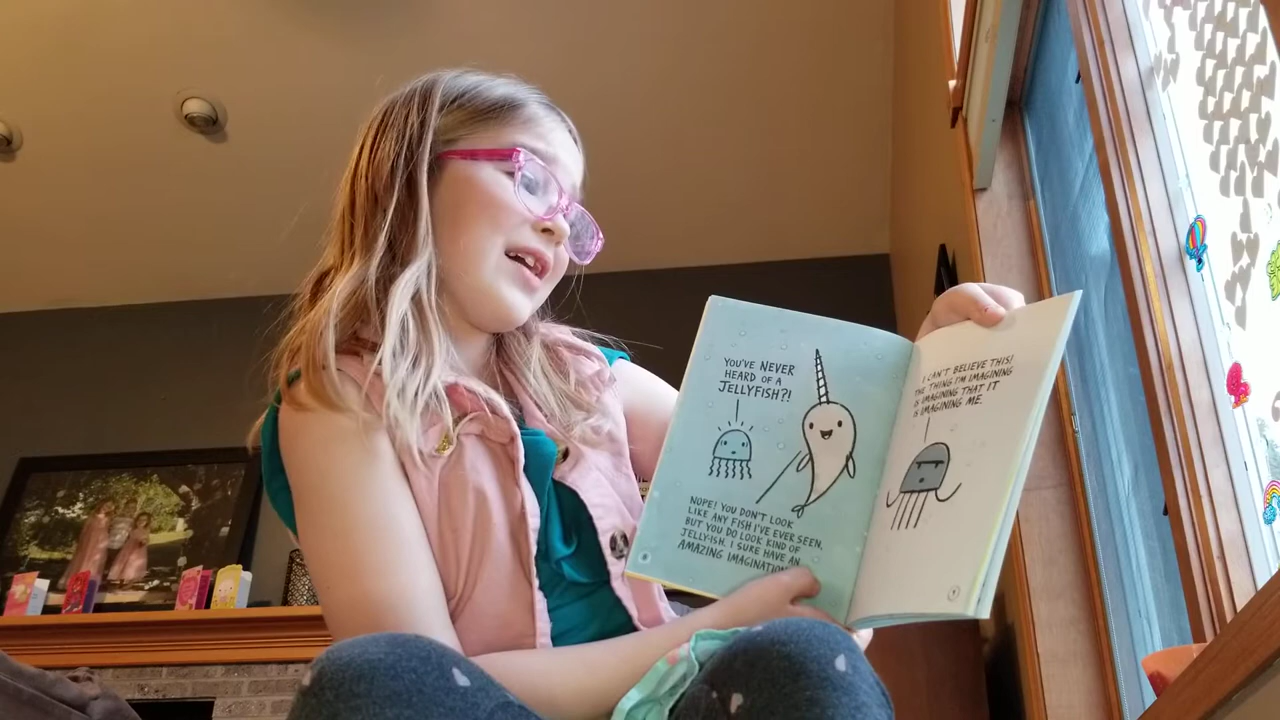 YOU'VE NEVER
HEARD OF A
JELLYFISH?!
NOPE! YOU DON'T LOOK
LIKE ANY FISH I'VE EVER SEEN,
BUT YOU DO LOOK KIND OF
JELLY-ISH. I SURE HAVE AN
AMAZING IMAGINATION
I CAN'T BELIEVE THIS!
THE THING I'M IMAGINING
IS IMAGINING THAT IT
IS IMAGINING ME.